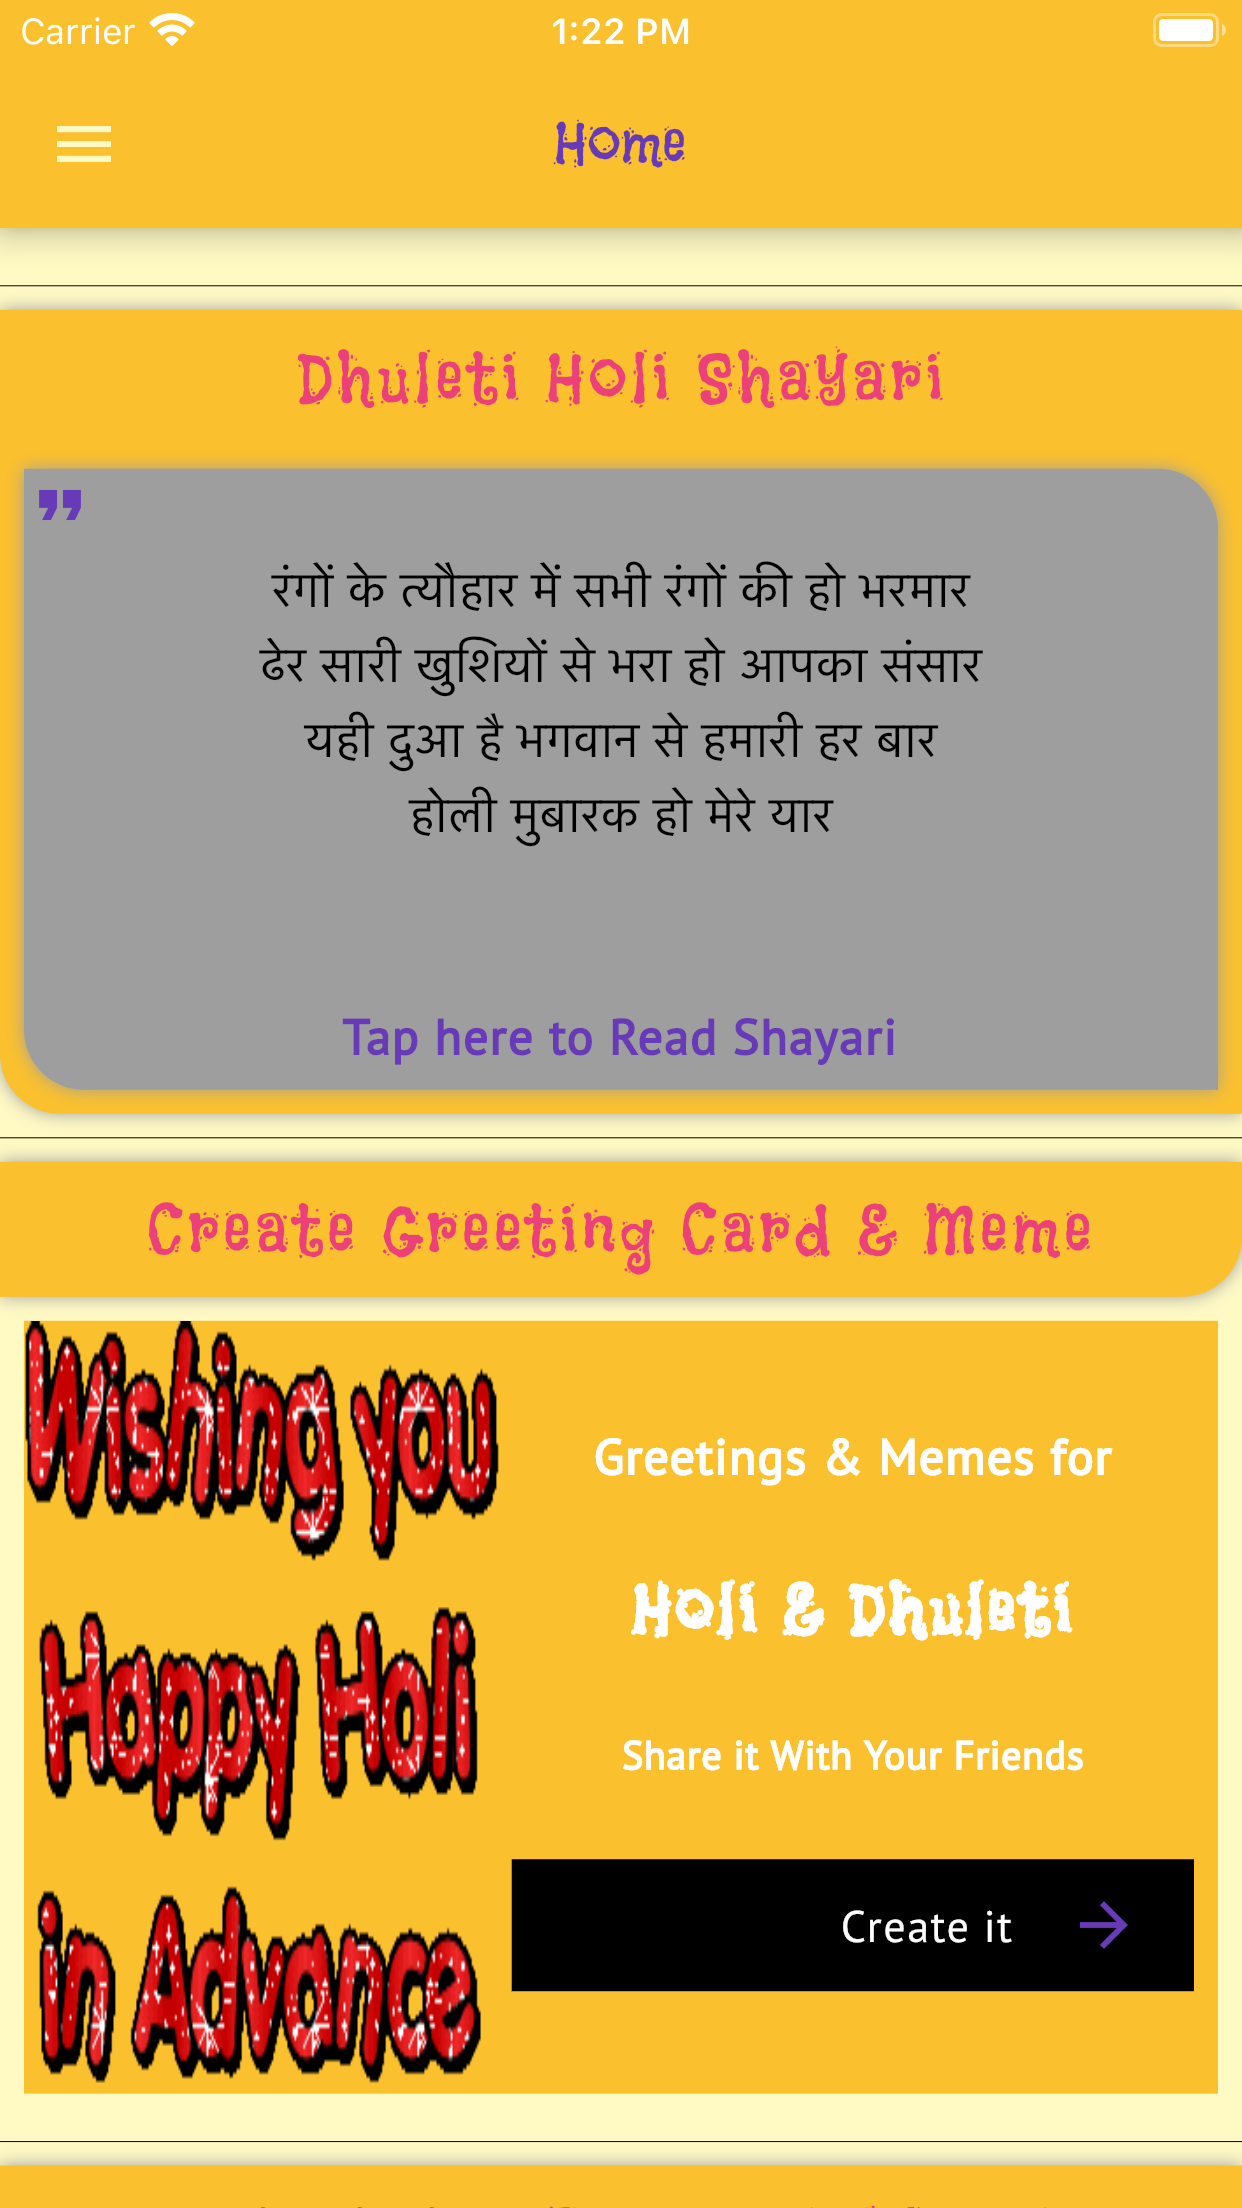 Carrier 1:22 PM
Home
Dhuleti Holi Shayari
रंगों के त्यौहार में सभी रंगों की हो भरमार
ढेर सारी खुशियों से भरा हो आपका संसार
यही दुआ है भगवान से हमारी हर बार
होली मुबारक हो मेरे यार
Tap here to Read Shayari
Create Greeting Card & Meme
Wishing you
Happy Holi
in Advance
Greetings & Memes for
Holi & Dhuleti
Share it With Your Friends
Create it